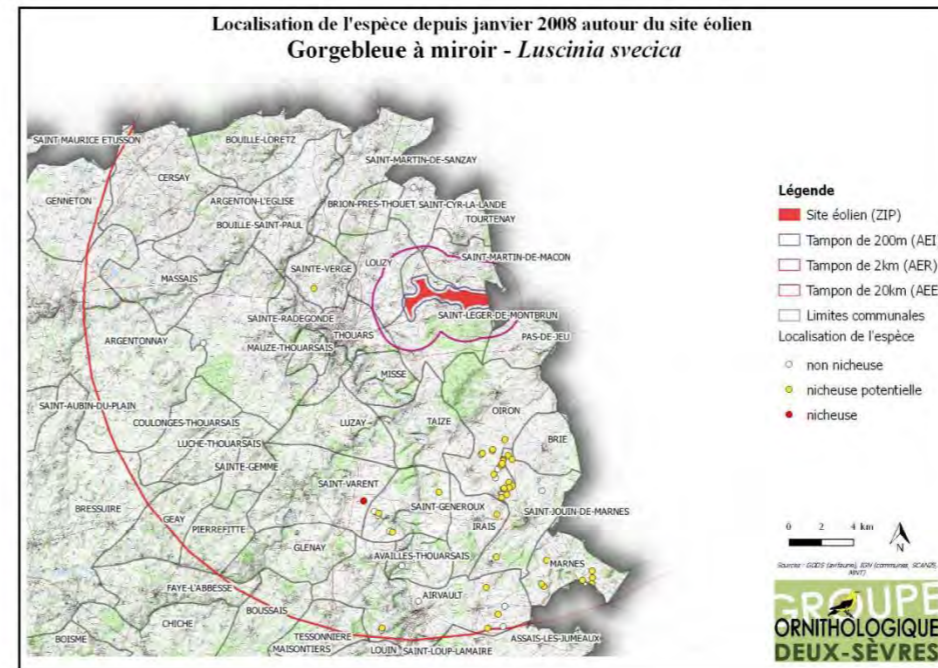 Localisation de l'espèce depuis janvier 2008 autour du site éolien
Gorgebleue à miroir - Luscinia svecica
SAINT-MAURICE ETUSSON
BOUILLE-LORETZ
SAINT-MARTIN-DE-SANZAY
CERSAY
GENNETON
ARGENTON-L'EGLISE
BRION-PRES-THOUET
SAINT-CYR-LA-LANDE
TOURTENAY
BOUILLE-SAINT-PAUL
SAINT-MARTIN-DE-MACON
LOUZY
SAINTE-VERGE
MASSAIS
SAINTE-RADEGONDE
SAINT-LEGER-DE-MONTBRUN
THOUARS
PAS-DE-JEU
ARGENTONNAY
MAUZE-THOUARSAIS
MISSE
SAINT-AUBIN-DU-PLAIN
OIRON
COULONGES-THOUARSAIS
LUZAY
TAIZE
BRIE
LUCHE-THOUARSAIS
SAINTE-GEMME
SAINT-VARENT
BRESSUIRE
SAINT-GENEROUX
SAINT-JOUIN-DE-MARNES
GEAY
PIERREFITTE
IRAIS
GLENAY
AVAILLES-THOUARSAIS
MARNES
FAYE-L'ABBESSE
AIRVAULT
BOUSSAIS
CHICHE
BOISME
TESSONNIERE
ASSAIS-LES-JUMEAUX
MAISONTIERS
LOUIN
SAINT-LOUP-LAMAIRE
Légende
Site éolien (ZIP)
Tampon de 200m (AEI
Tampon de 2km (AER)
Tampon de 20km (AEE
Limites communales
Localisation de l'espèce
non nicheuse
nicheuse potentielle
nicheuse
0 2 4 km
N
Source : GODS (avifaune), IGN (communes, SCAN25,
GROUPE
ORNITHOLOGIQUE
DEUX-SÈVRES